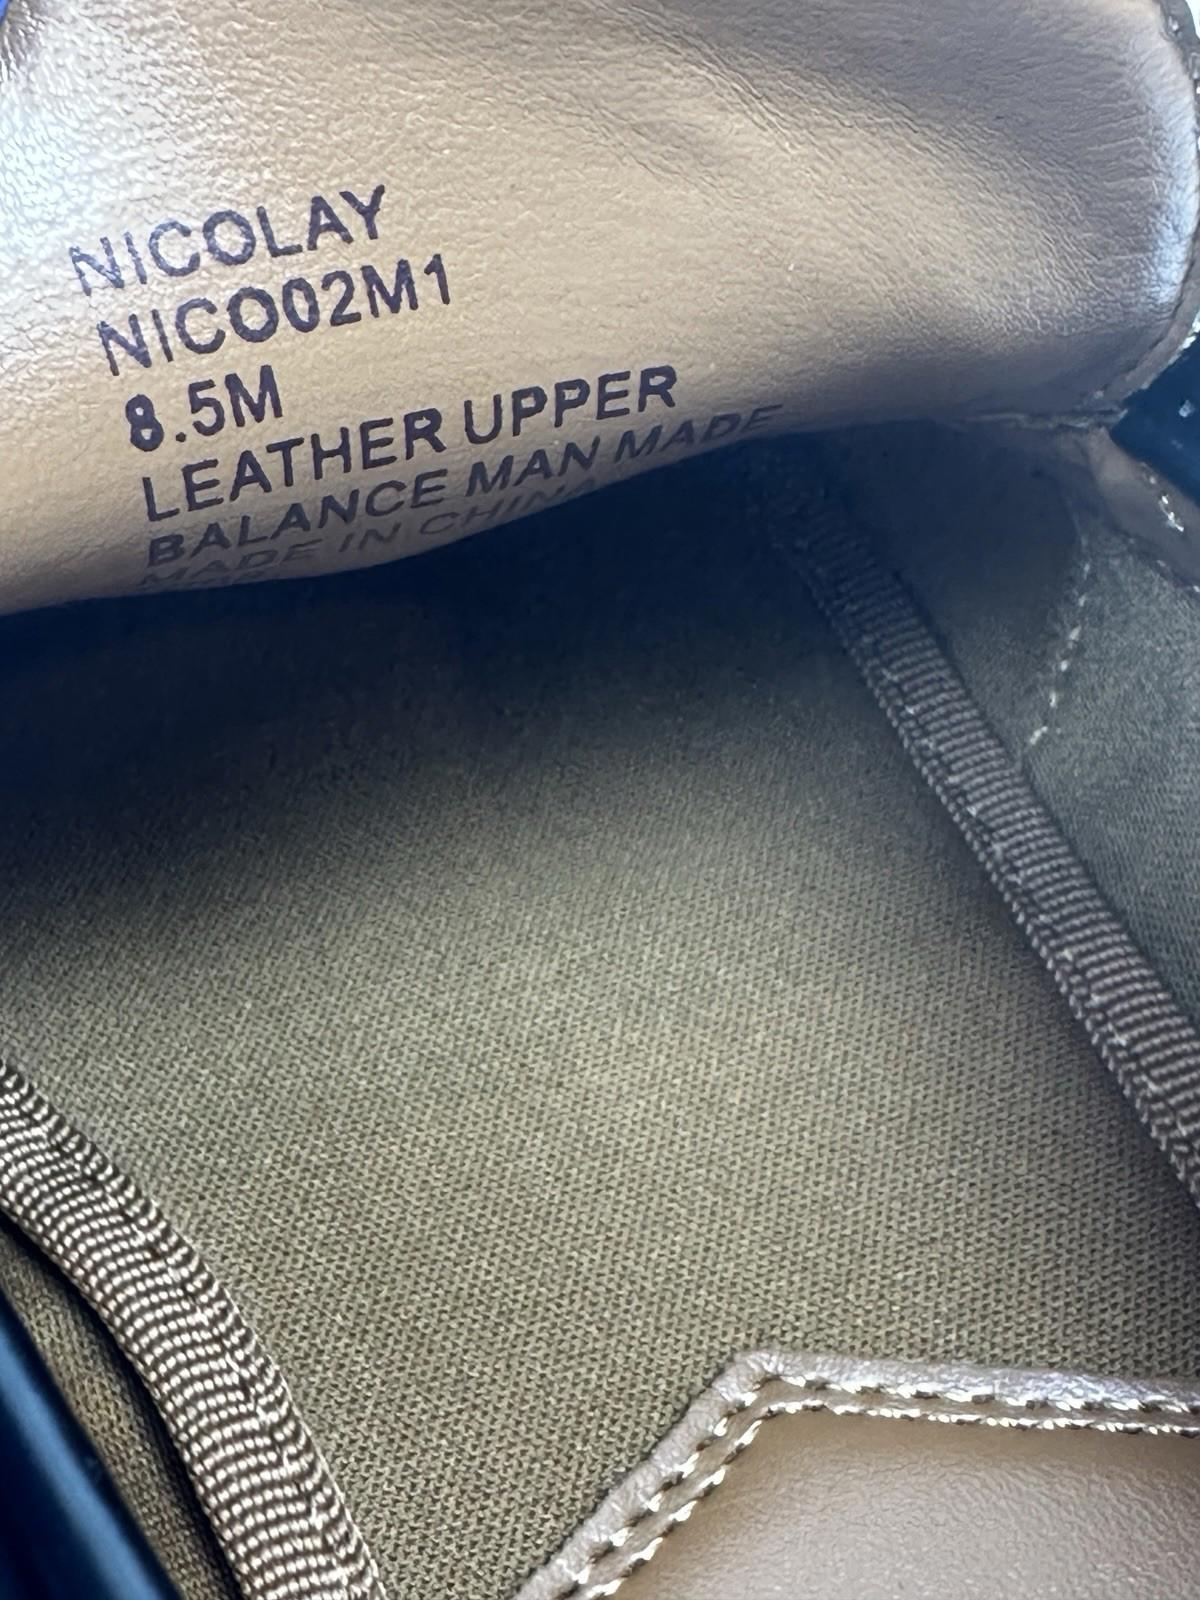 NICOLAY
NICO02M1
8.5M
LEATHER UPPER
BALANCE MAN MADE
MADE IN CHINA